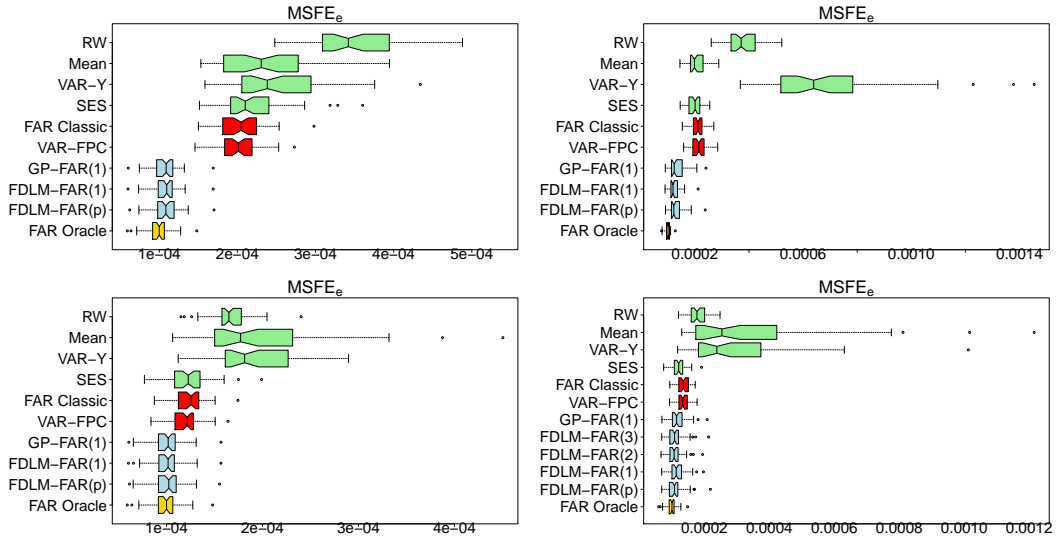 MSFEe
RW
Mean
VAR−Y
SES
FAR Classic
VAR−FPC
GP−FAR(1)
FDLM−FAR(1)
FDLM−FAR(p)
FAR Oracle
1e−04 2e−04 3e−04 4e−04 5e−04
MSFEe
RW
Mean
VAR−Y
SES
FAR Classic
VAR−FPC
GP−FAR(1)
FDLM−FAR(1)
FDLM−FAR(p)
FAR Oracle
0.0002 0.0006 0.0010 0.0014
MSFEe
RW
Mean
VAR−Y
SES
FAR Classic
VAR−FPC
GP−FAR(1)
FDLM−FAR(1)
FDLM−FAR(p)
FAR Oracle
1e−04 2e−04 3e−04 4e−04
MSFEe
RW
Mean
VAR−Y
SES
FAR Classic
VAR−FPC
GP−FAR(1)
FDLM−FAR(3)
FDLM−FAR(2)
FDLM−FAR(1)
FDLM−FAR(p)
FAR Oracle
0.0002 0.0004 0.0006 0.0008 0.0010 0.0012